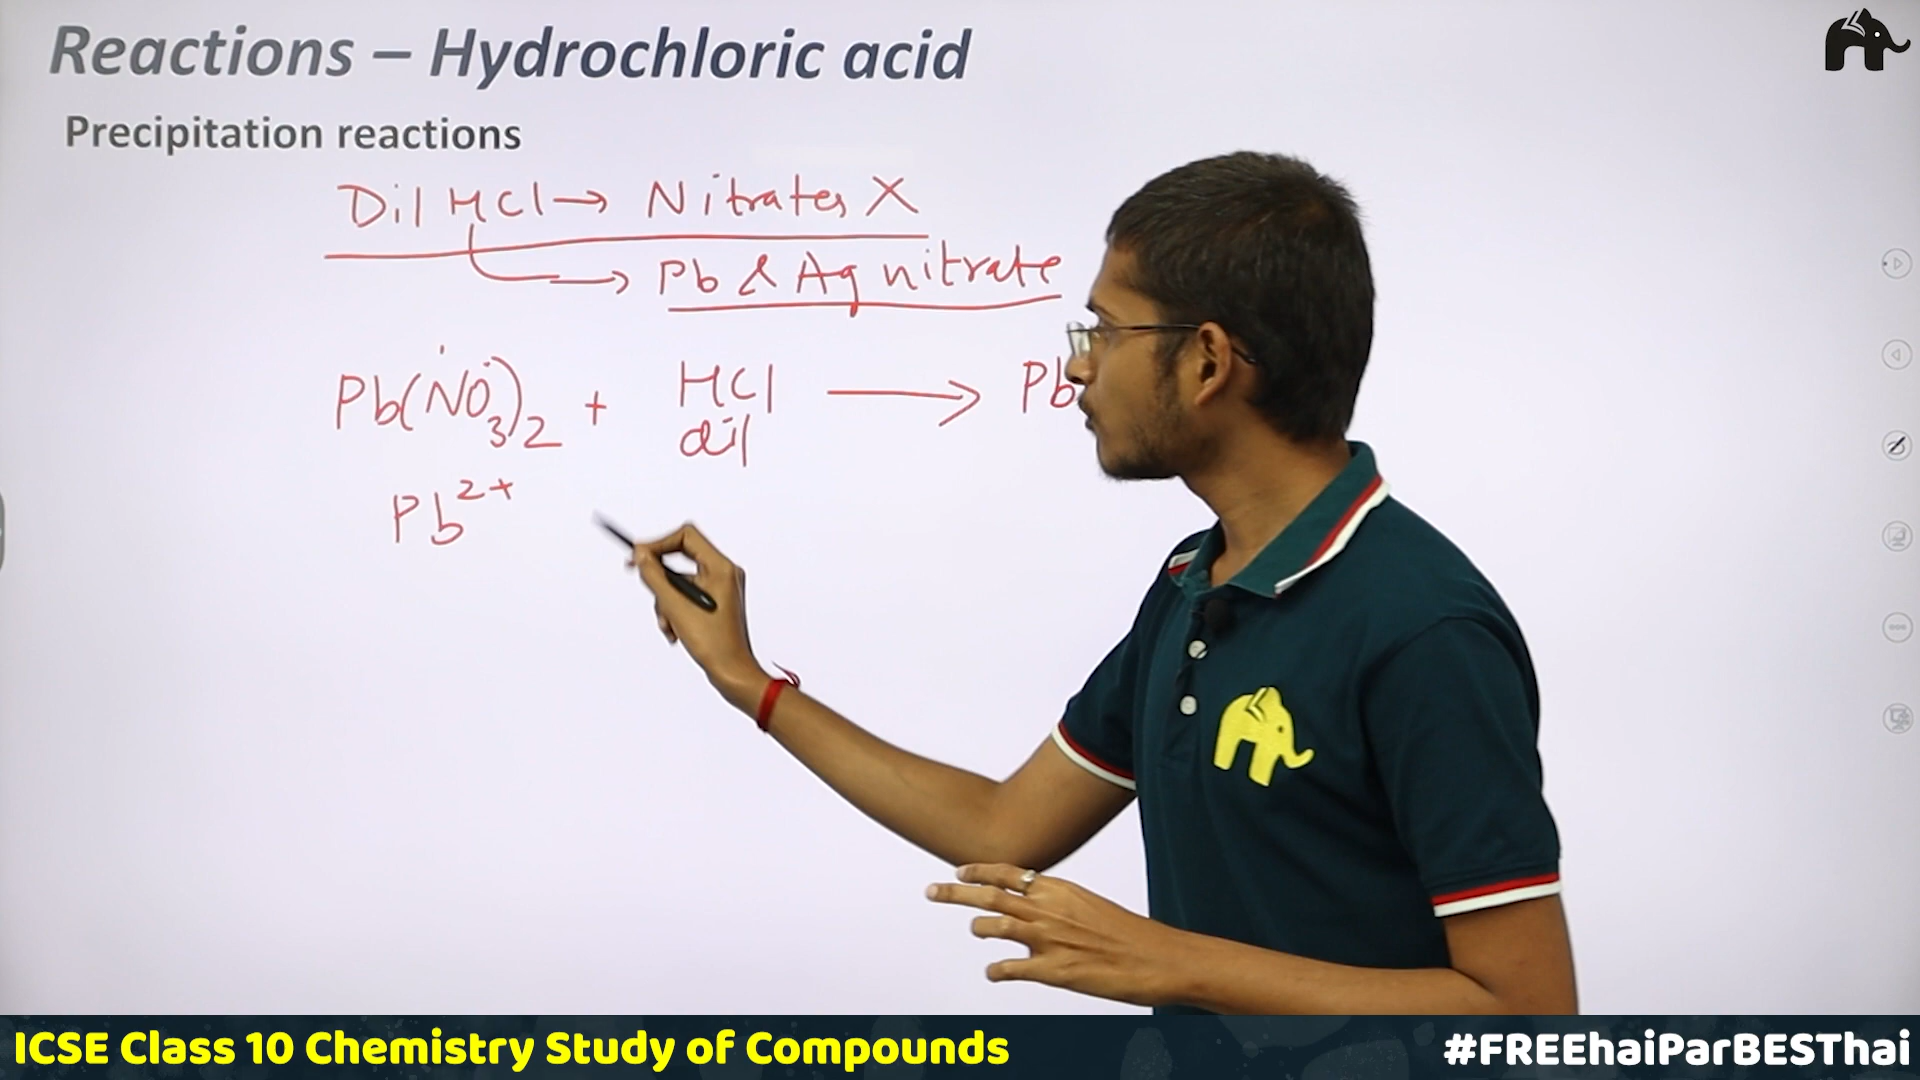 Reactions – Hydrochloric acid
Precipitation reactions
Dil HCl → Nitrates X
→ Pb & Ag nitrate
Pb(NO₃)₂ + HCl → Pb
dil
Pb²⁺
ICSE Class 10 Chemistry Study of Compounds
#FREEhaiParBESThai